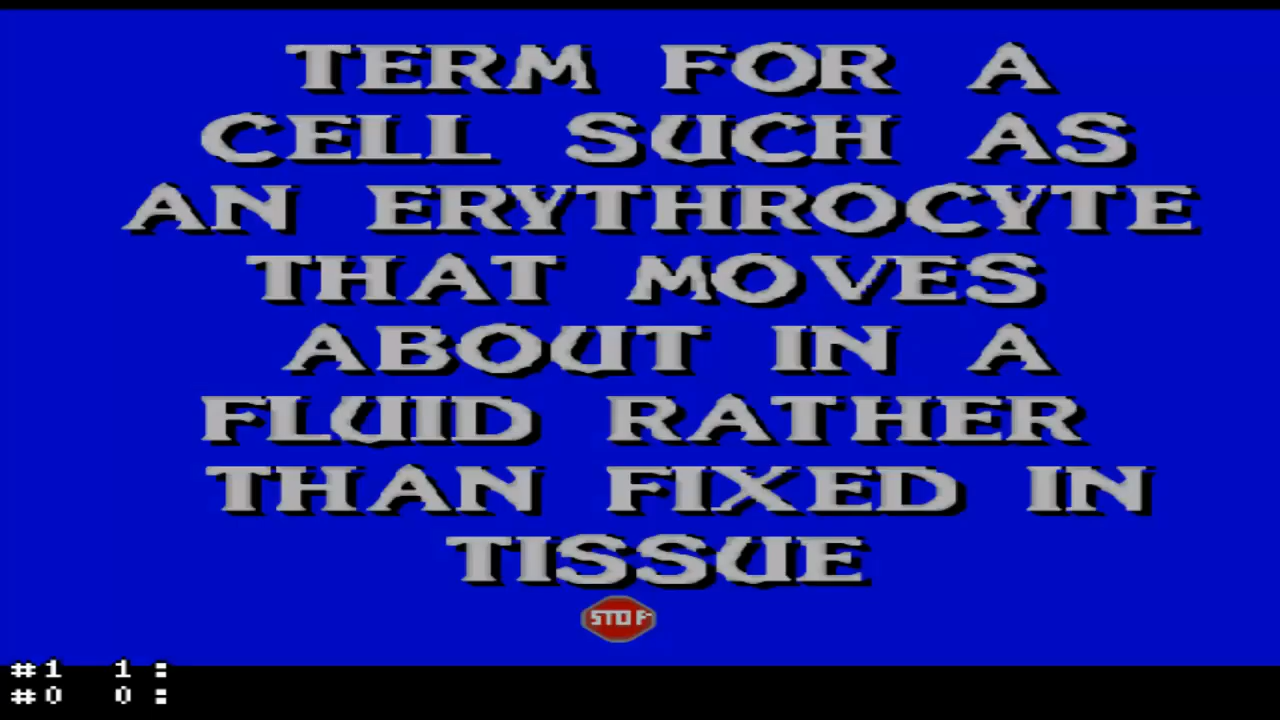 TERM FOR A
CELL SUCH AS
AN ERYTHROCYTE
THAT MOVES
ABOUT IN A
FLUID RATHER
THAN FIXED IN
TISSUE
STOP
#1 1 :
#0 0 :